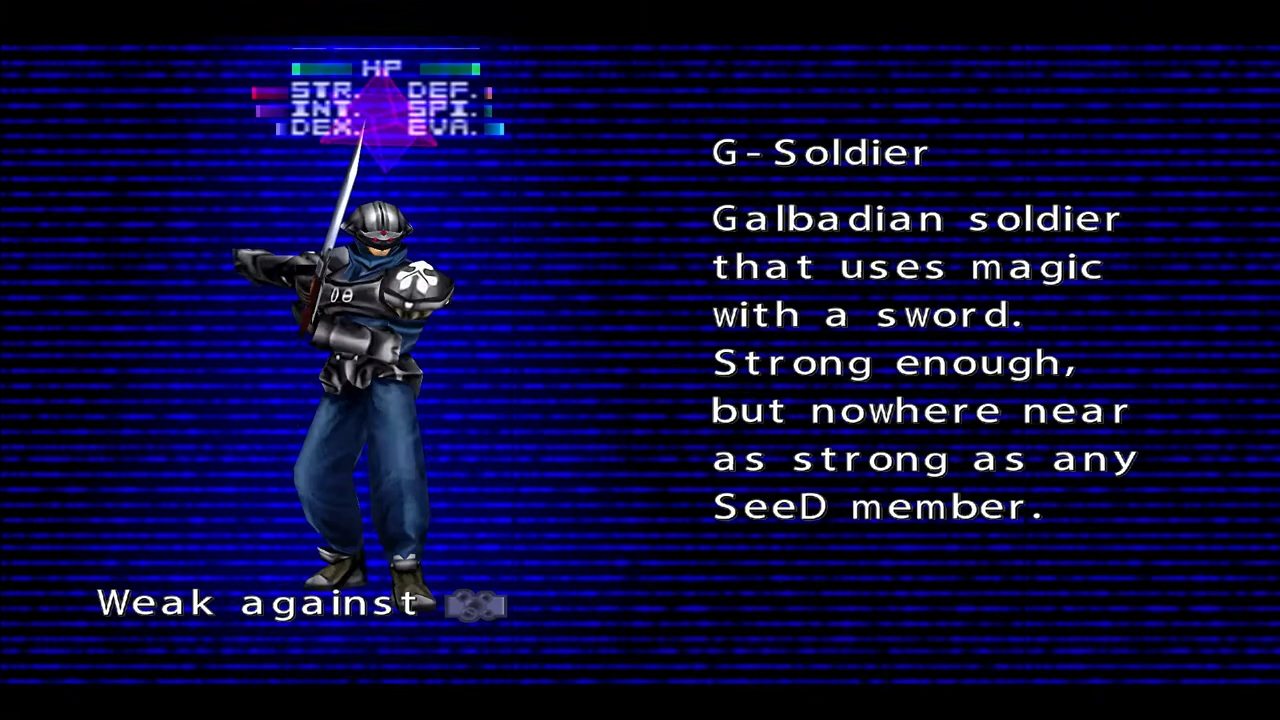 HP
STR. DEF.
INT. SPI.
DEX. EVA.
G-Soldier
Galbadian soldier
that uses magic
with a sword.
Strong enough,
but nowhere near
as strong as any
SeeD member.
Weak against